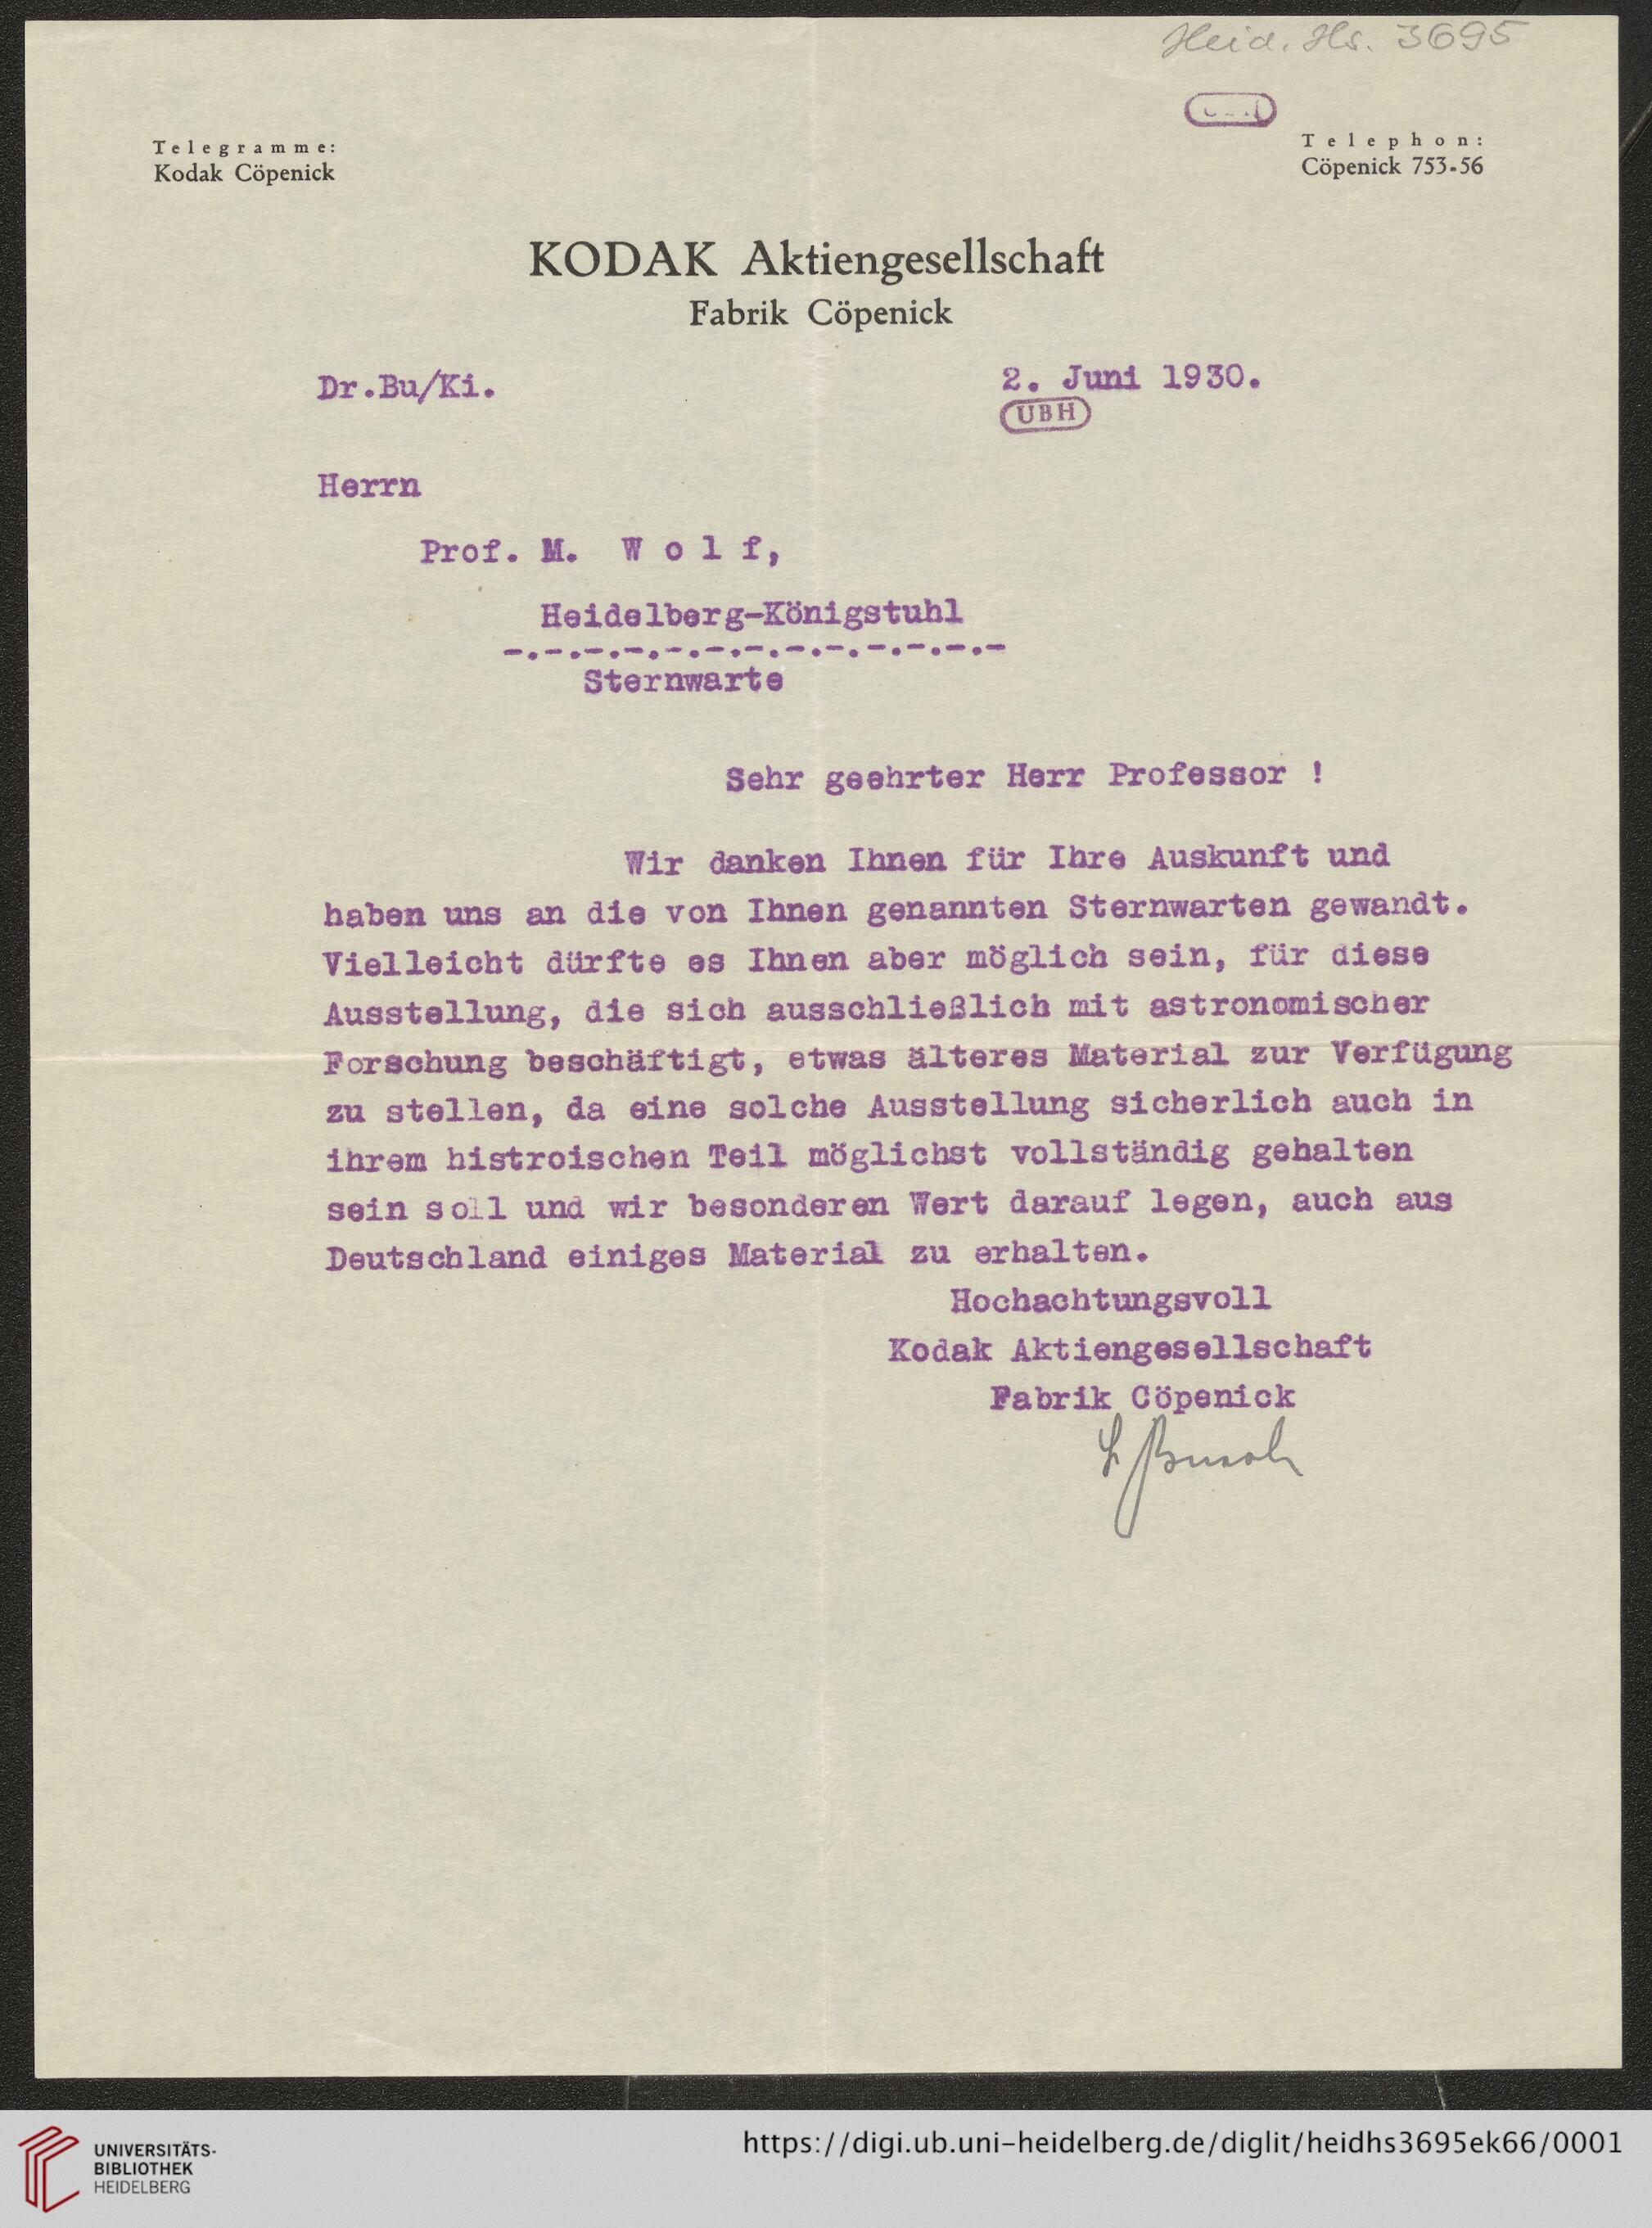 Heid. Hs. 3695
Telegramme:
Kodak Cöpenick
Telephon:
Cöpenick 753-56
KODAK Aktiengesellschaft
Fabrik Cöpenick
Dr.Bu/Ki.
2. Juni 1930.
UBH
Herrn
Prof. M. Wolf,
Heidelberg-Königstuhl
-.-.-.-.-.-.-.-.-.-.-.-.-
Sternwarte
Sehr geehrter Herr Professor !
Wir danken Ihnen für Ihre Auskunft und
haben uns an die von Ihnen genannten Sternwarten gewandt.
Vielleicht dürfte es Ihnen aber möglich sein, für diese
Ausstellung, die sich ausschließlich mit astronomischer
Forschung beschäftigt, etwas älteres Material zur Verfügung
zu stellen, da eine solche Ausstellung sicherlich auch in
ihrem histroischen Teil möglichst vollständig gehalten
sein soll und wir besonderen Wert darauf legen, auch aus
Deutschland einiges Material zu erhalten.
Hochachtungsvoll
Kodak Aktiengesellschaft
Fabrik Cöpenick
UNIVERSITÄTS-
BIBLIOTHEK
HEIDELBERG
https://digi.ub.uni-heidelberg.de/diglit/heidhs3695ek66/0001